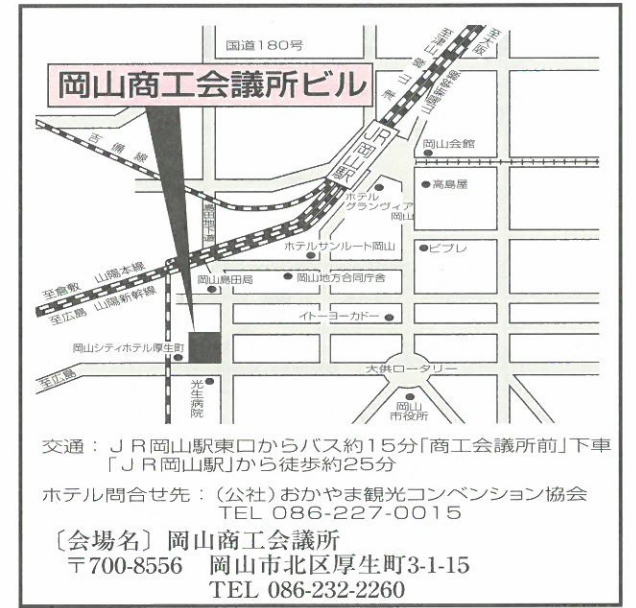 国道180号
至津山
津山線
至大阪
山陽新幹線
岡山商工会議所ビル
吉備線
JR岡山駅
岡山会館
高島屋
ホテル
グランヴィア
岡山
島田地下道
ホテルサンルート岡山
ビブレ
至倉敷 山陽本線
至広島 山陽新幹線
岡山島田局
岡山地方合同庁舎
イトーヨーカドー
岡山シティホテル厚生町
大供ロータリー
至広島
光生病院
岡山
市役所
交通：JR岡山駅東口からバス約15分「商工会議所前」下車
「JR岡山駅」から徒歩約25分
ホテル問合せ先：（公社）おかやま観光コンベンション協会
TEL 086-227-0015
〔会場名〕岡山商工会議所
〒700-8556 岡山市北区厚生町3-1-15
TEL 086-232-2260